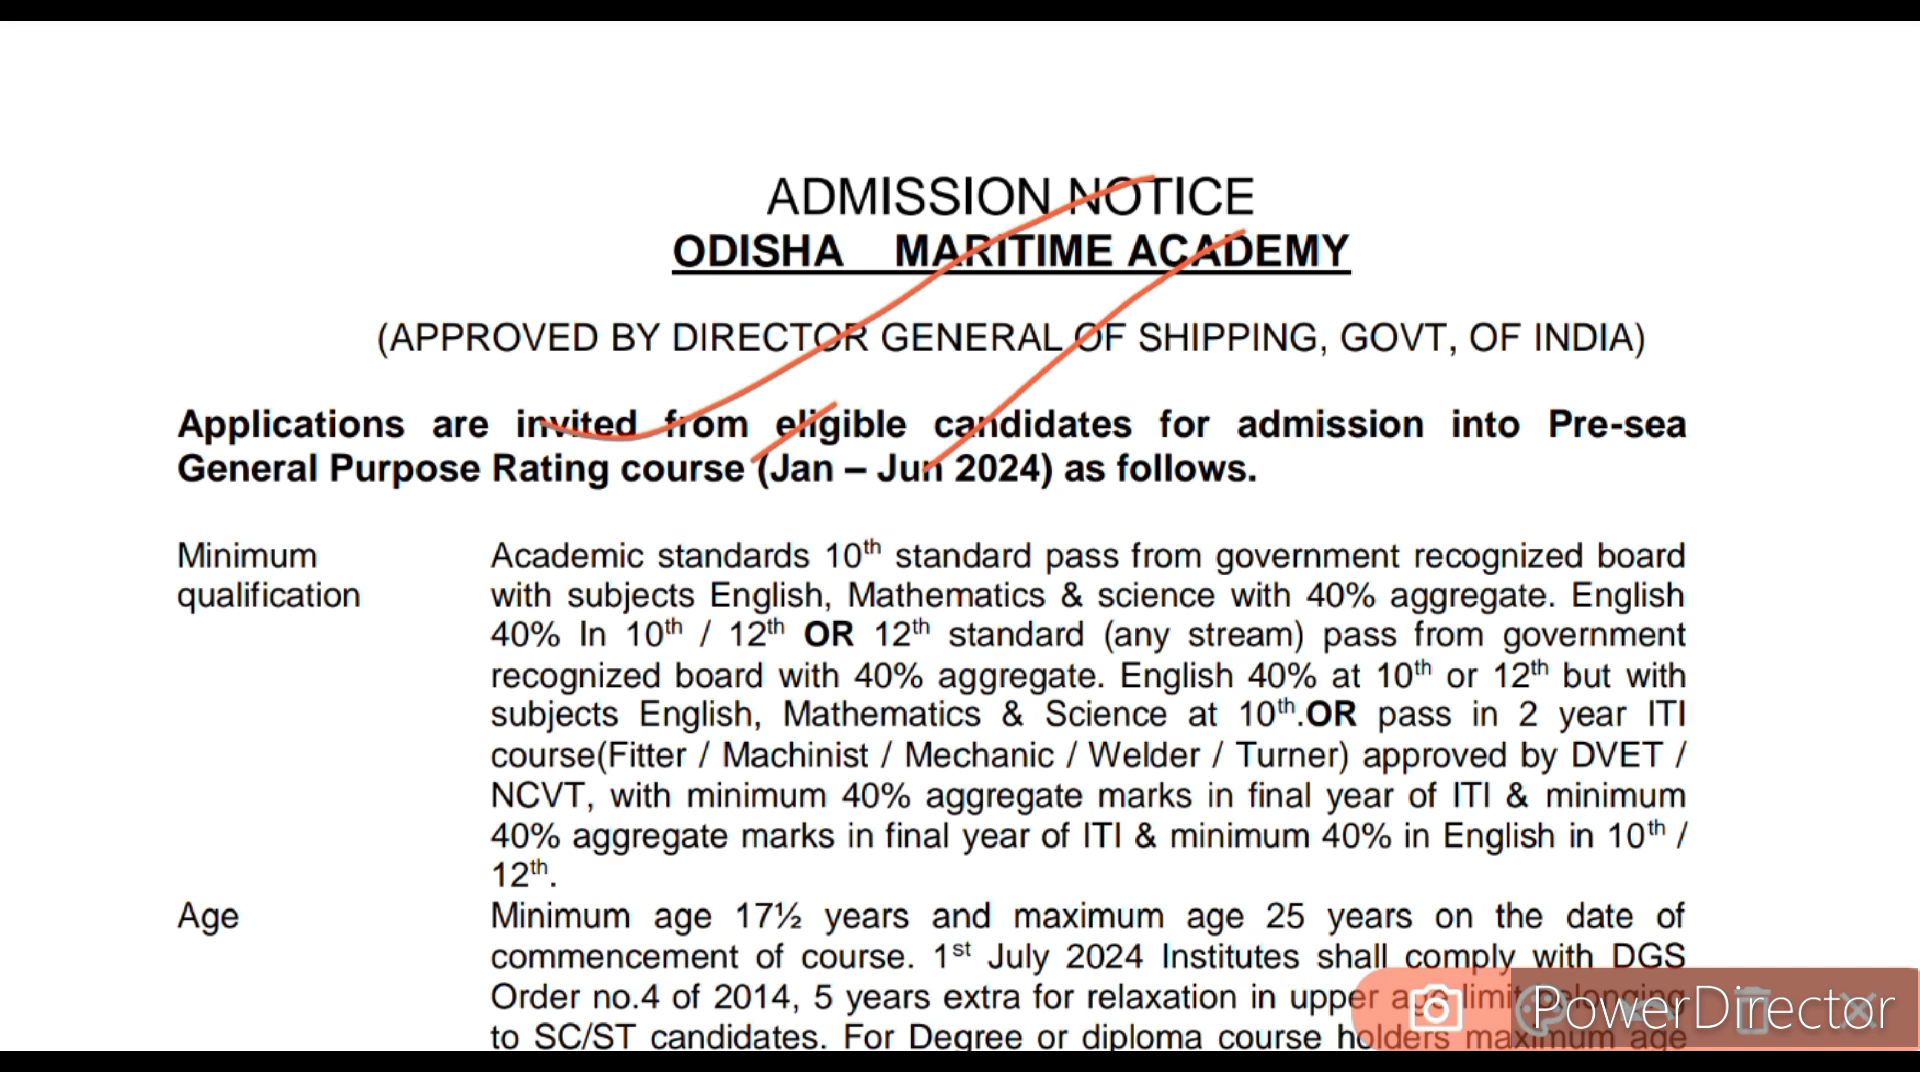 ADMISSION NOTICE
ODISHA MARITIME ACADEMY
(APPROVED BY DIRECTOR GENERAL OF SHIPPING, GOVT, OF INDIA)
Applications are invited from eligible candidates for admission into Pre-sea
General Purpose Rating course (Jan – Jun 2024) as follows.
Minimum Academic standards 10th standard pass from government recognized board
qualification with subjects English, Mathematics & science with 40% aggregate. English
40% In 10th / 12th OR 12th standard (any stream) pass from government
recognized board with 40% aggregate. English 40% at 10th or 12th but with
subjects English, Mathematics & Science at 10th.OR pass in 2 year ITI
course(Fitter / Machinist / Mechanic / Welder / Turner) approved by DVET /
NCVT, with minimum 40% aggregate marks in final year of ITI & minimum
40% aggregate marks in final year of ITI & minimum 40% in English in 10th /
12th.
Age Minimum age 17½ years and maximum age 25 years on the date of
commencement of course. 1st July 2024 Institutes shall comply with DGS
Order no.4 of 2014, 5 years extra for relaxation in upper age limit belonging
to SC/ST candidates. For Degree or diploma course holders maximum age
PowerDirector